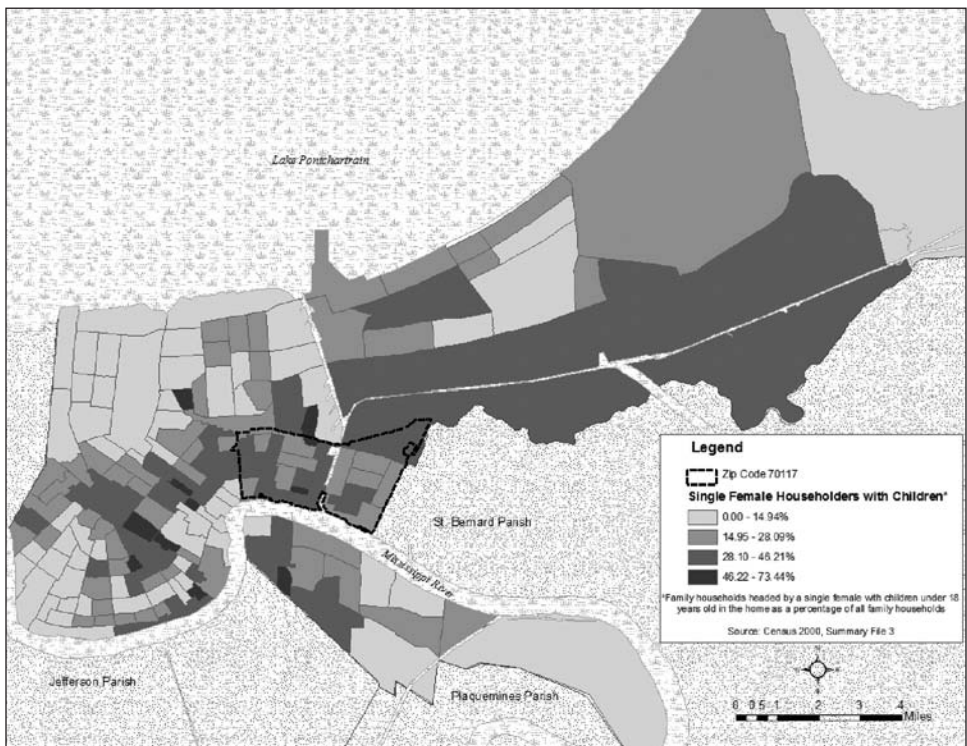 Lake Pontchartrain
Legend
Zip Code 70117
Single Female Householders with Children*
0.00 - 14.94%
14.95 - 28.09%
28.10 - 46.21%
46.22 - 73.44%
*Family households headed by a single female with children under 18
years old in the home as a percentage of all family households
Source: Census 2000, Summary File 3
St. Bernard Parish
Mississippi River
Jefferson Parish
Plaquemines Parish
N
0 0.5 1 2 3 4
Miles